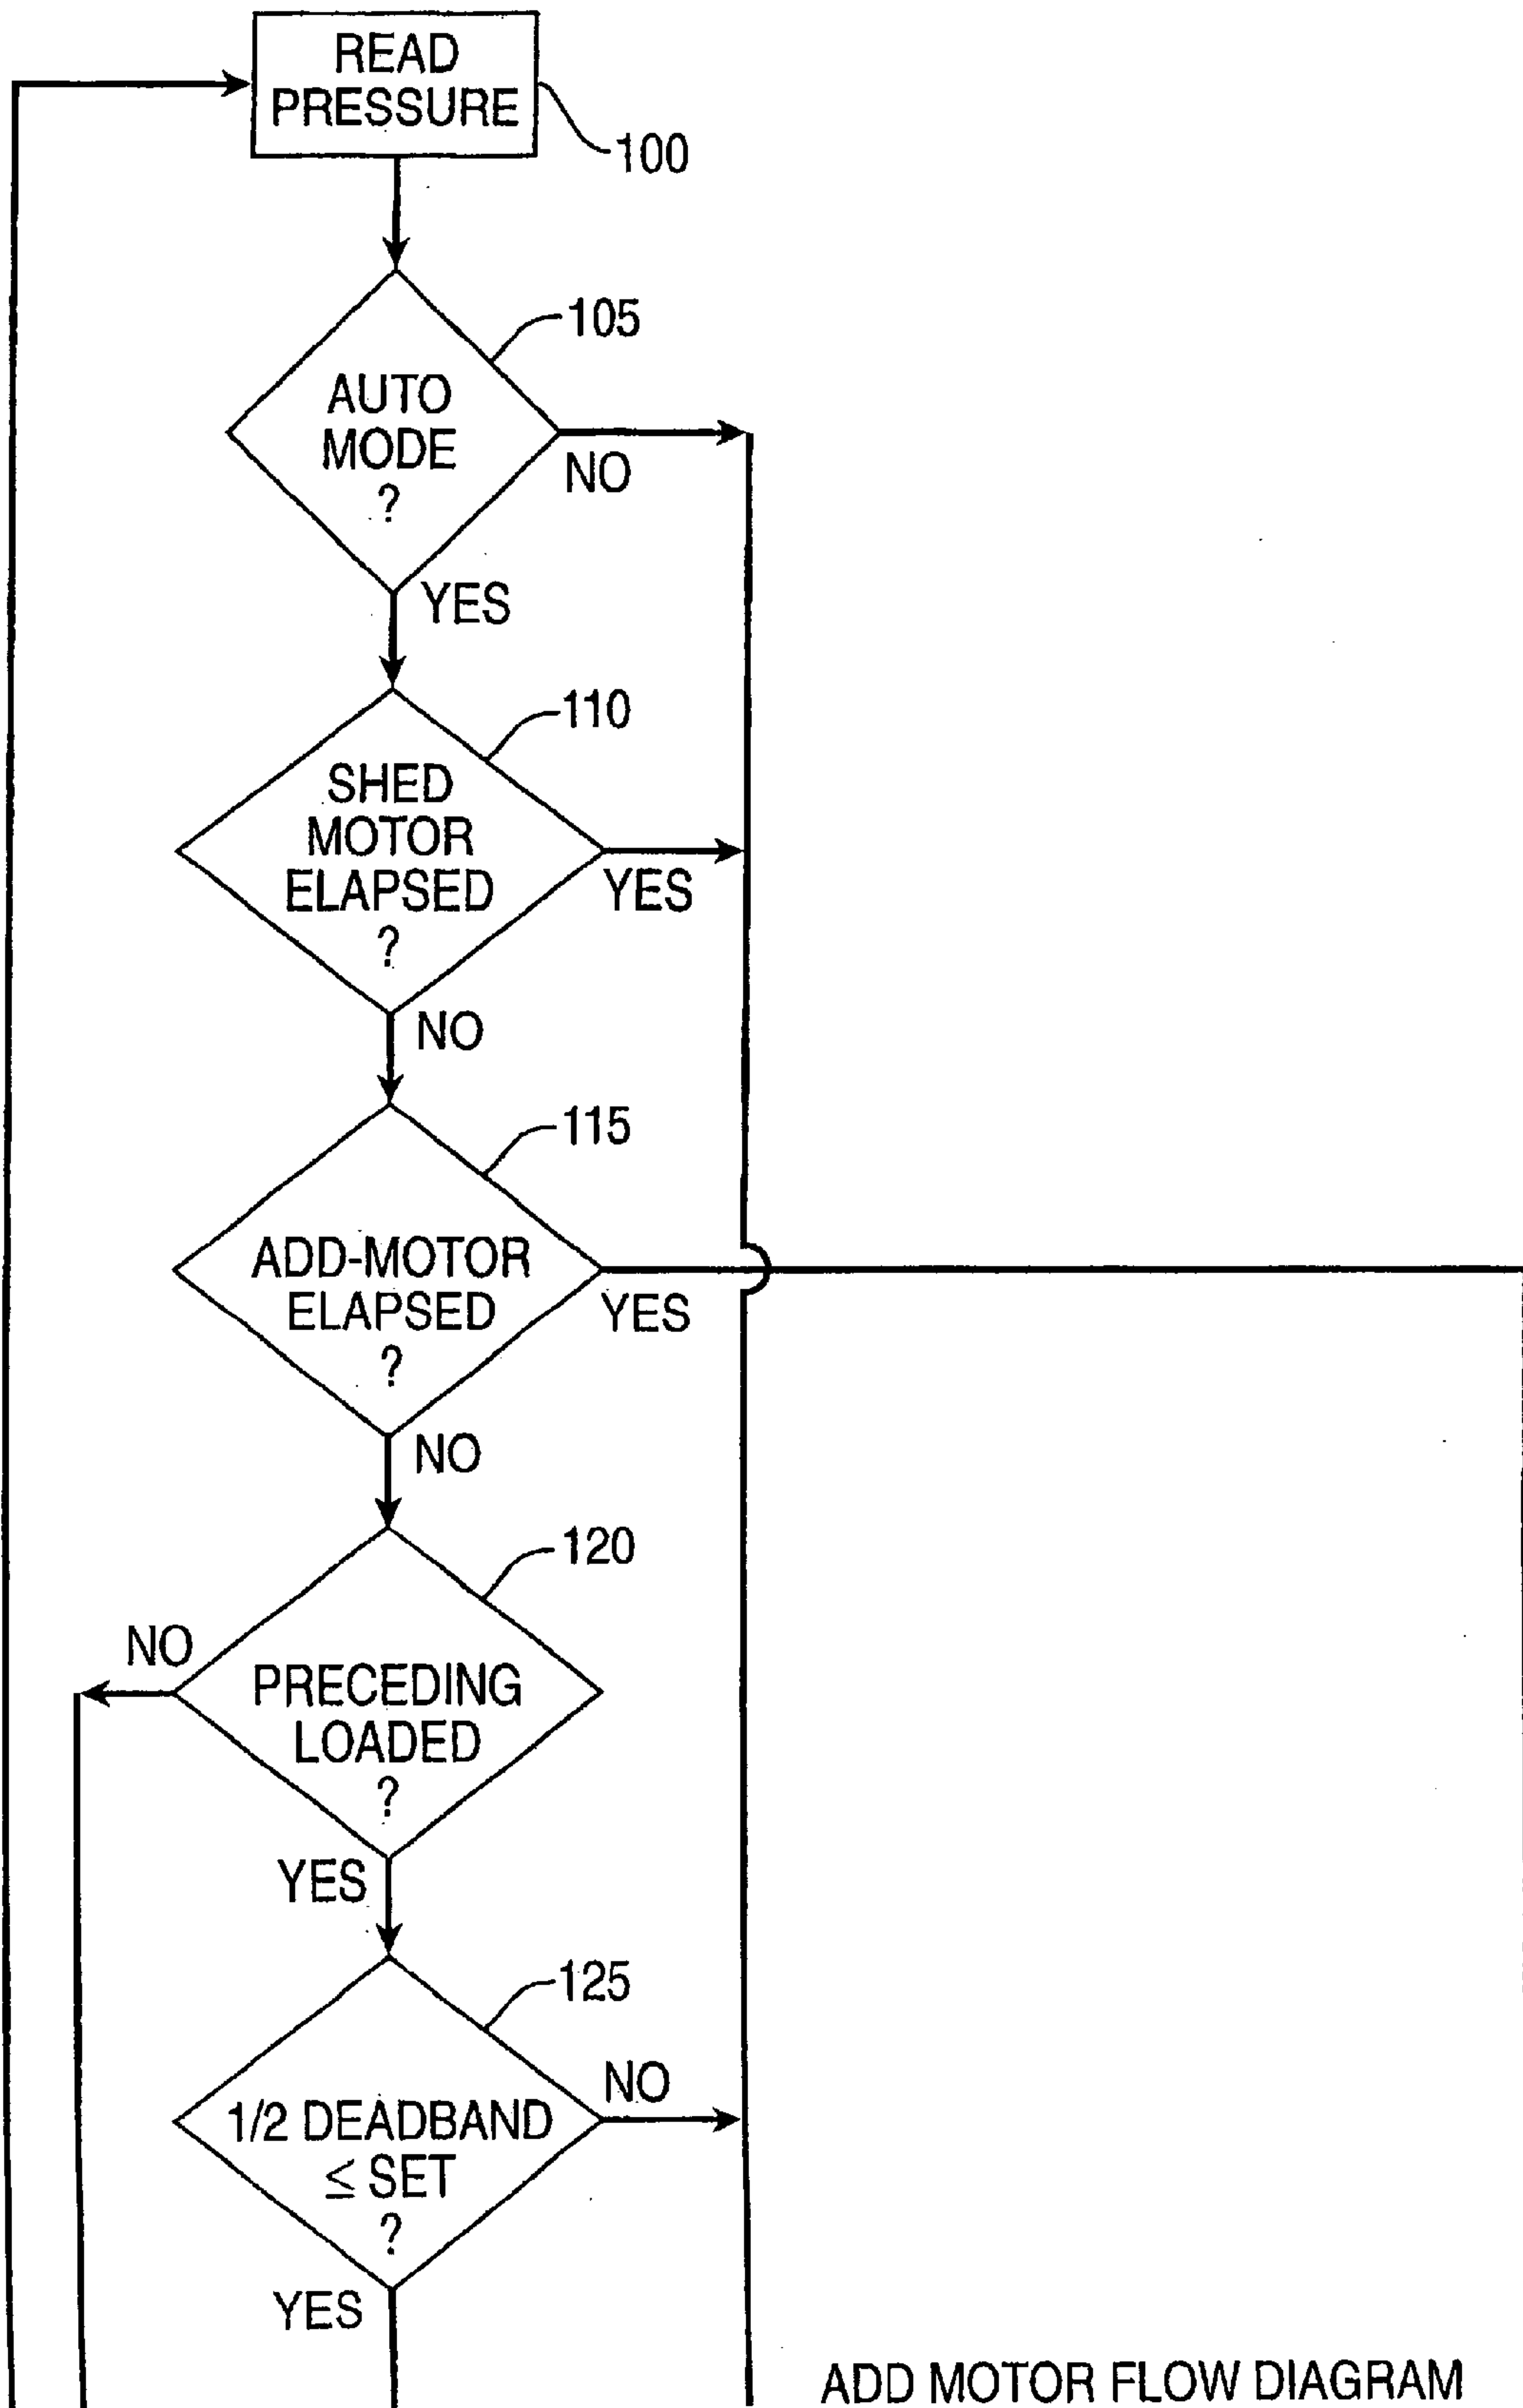 READ
PRESSURE
100
105
AUTO
MODE
?
NO
YES
110
SHED
MOTOR
ELAPSED
?
YES
NO
115
ADD-MOTOR
ELAPSED
?
YES
NO
120
NO
PRECEDING
LOADED
?
YES
125
NO
1/2 DEADBAND
≤ SET
?
YES
ADD MOTOR FLOW DIAGRAM